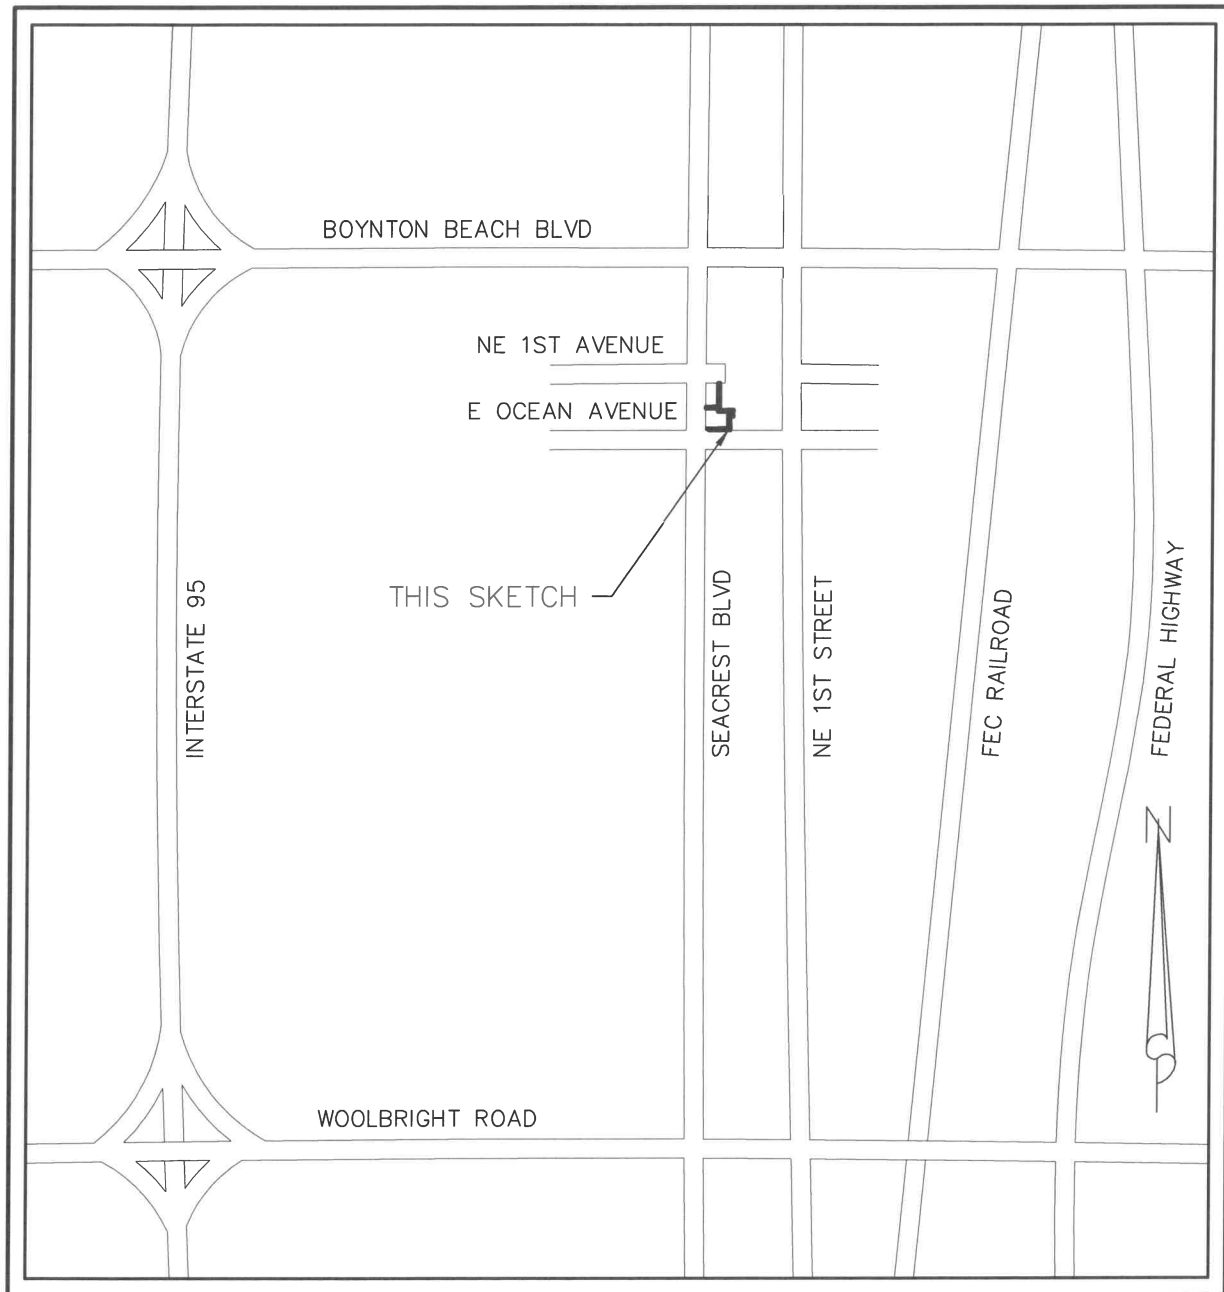 BOYNTON BEACH BLVD
NE 1ST AVENUE
E OCEAN AVENUE
THIS SKETCH
INTERSTATE 95
SEACREST BLVD
NE 1ST STREET
FEC RAILROAD
FEDERAL HIGHWAY
N
WOOLBRIGHT ROAD